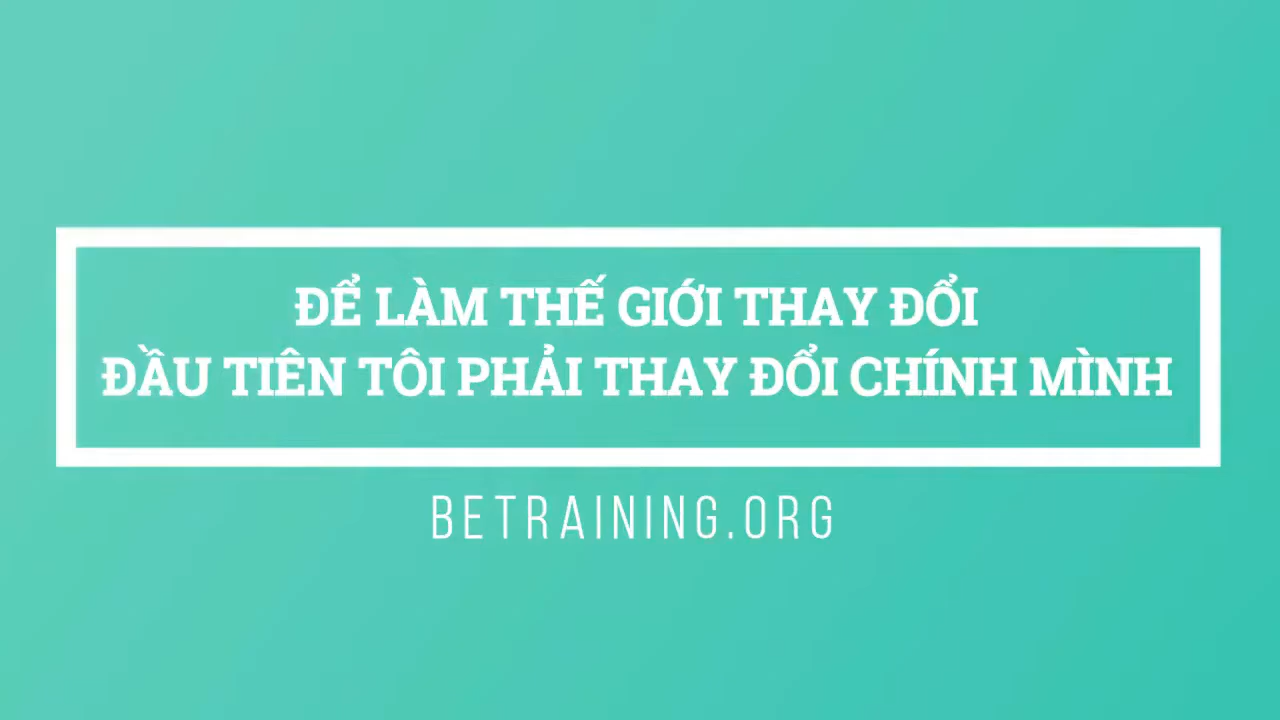 ĐỂ LÀM THẾ GIỚI THAY ĐỔI
ĐẦU TIÊN TÔI PHẢI THAY ĐỔI CHÍNH MÌNH
BETRAINING.ORG